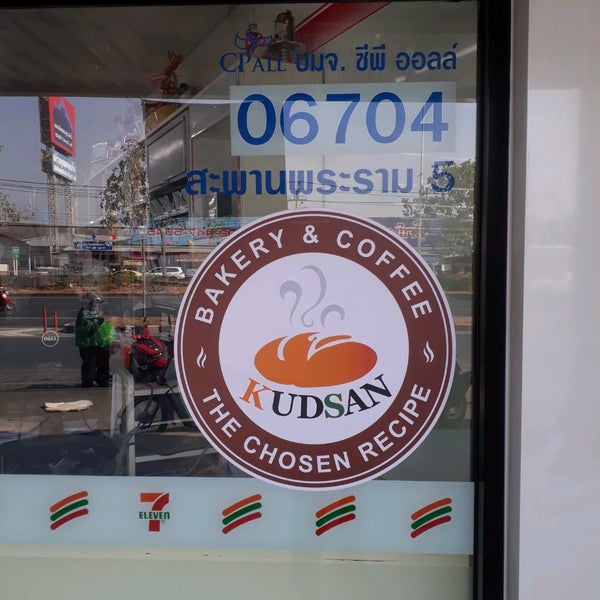 CPALL บมจ. ซีพี ออลล์
06704
สะพานพระราม 5
BAKERY & COFFEE
KUDSAN
THE CHOSEN RECIPE
DELL
7 ELEVEN